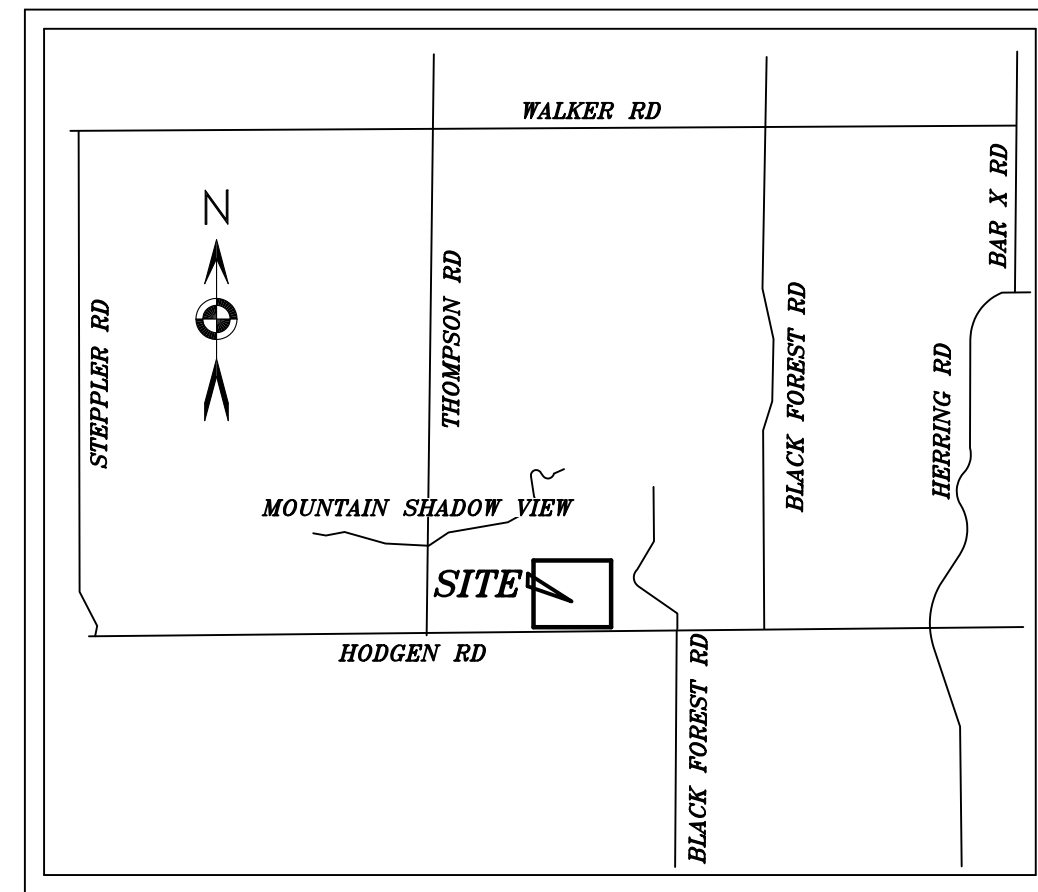 WALKER RD
N
BAR X RD
STEPPLER RD
THOMPSON RD
BLACK FOREST RD
HERRING RD
MOUNTAIN SHADOW VIEW
SITE
HODGEN RD
BLACK FOREST RD